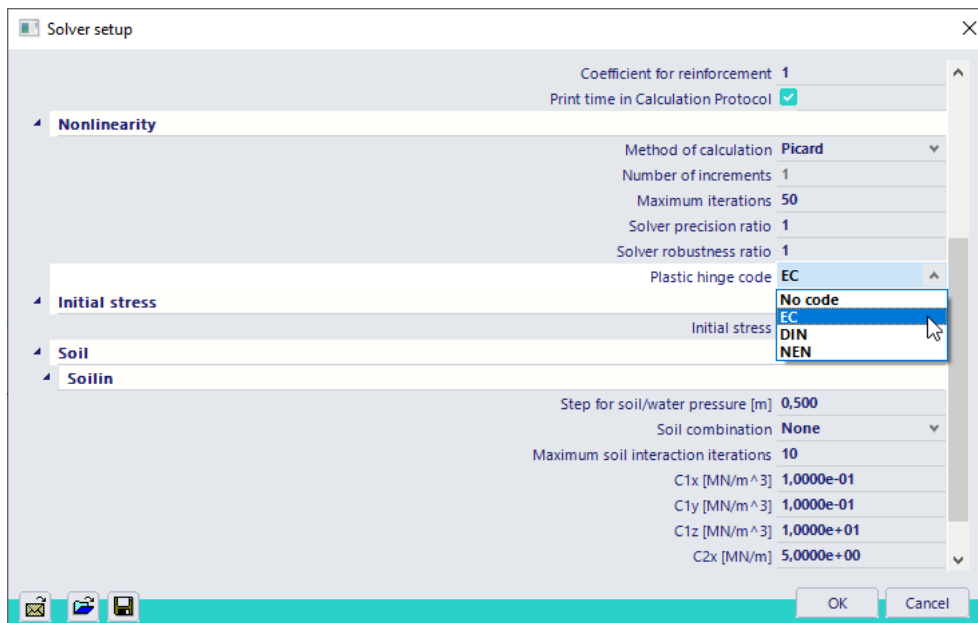 Solver setup
Coefficient for reinforcement 1
Print time in Calculation Protocol
Nonlinearity
Method of calculation Picard
Number of increments 1
Maximum iterations 50
Solver precision ratio 1
Solver robustness ratio 1
Plastic hinge code EC
No code
Initial stress
EC
Initial stress
DIN
Soil
NEN
Soilin
Step for soil/water pressure [m] 0,500
Soil combination None
Maximum soil interaction iterations 10
C1x [MN/m^3] 1,0000e-01
C1y [MN/m^3] 1,0000e-01
C1z [MN/m^3] 1,0000e+01
C2x [MN/m] 5,0000e+00
OK Cancel